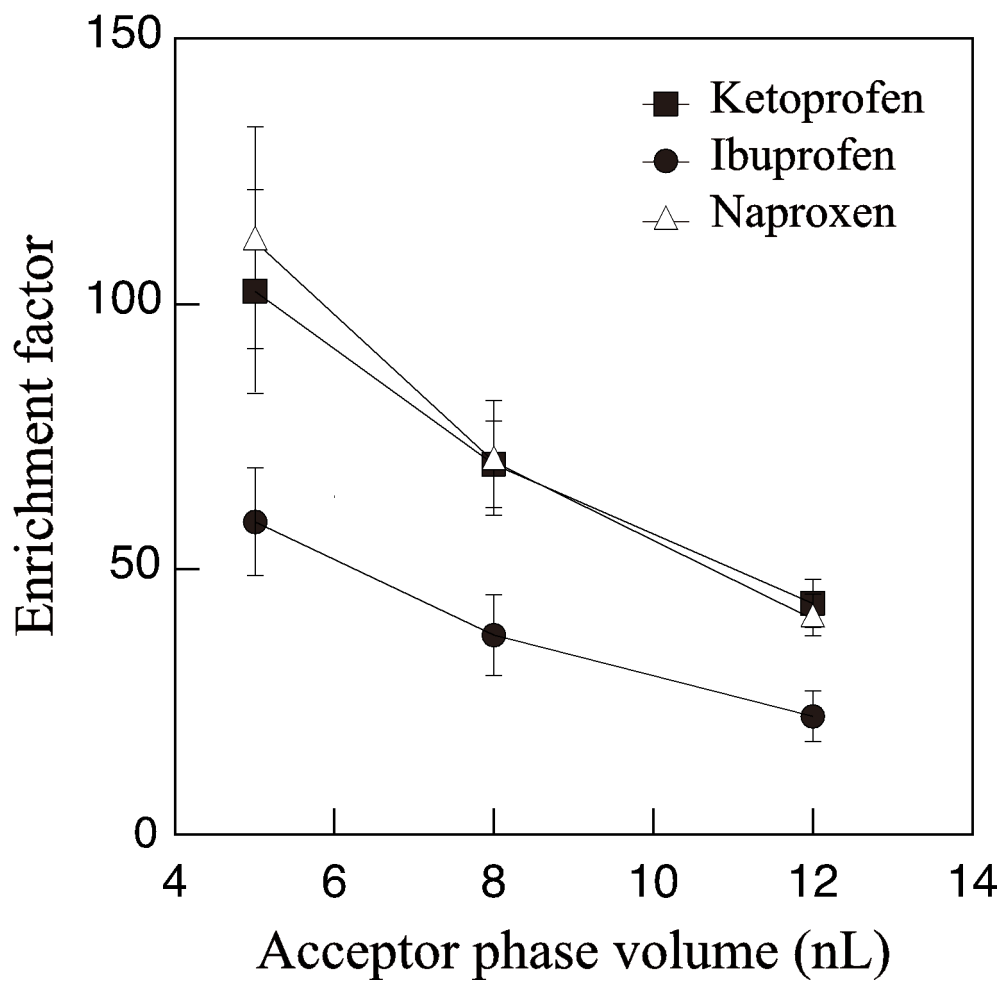 150
Ketoprofen
Ibuprofen
Naproxen
Enrichment factor
100
50
0
4 6 8 10 12 14
Acceptor phase volume (nL)